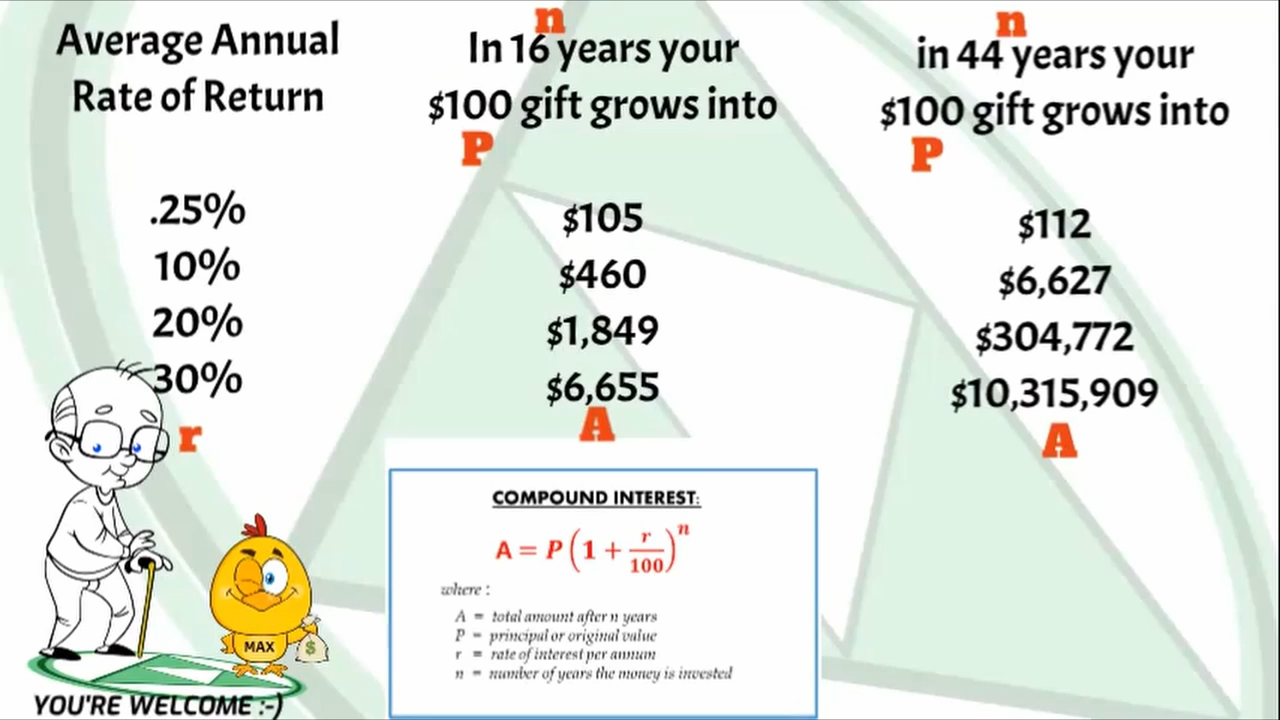 Average Annual
Rate of Return
n
In 16 years your
$100 gift grows into
P
n
in 44 years your
$100 gift grows into
P
.25%
$105
$112
10%
$460
$6,627
20%
$1,849
$304,772
30%
$6,655
$10,315,909
r
A
A
COMPOUND INTEREST:
A = P(1 + r/100)^n
where :
A = total amount after n years
P = principal or original value
r = rate of interest per annum
n = number of years the money is invested
MAX
$
YOU'RE WELCOME :-)